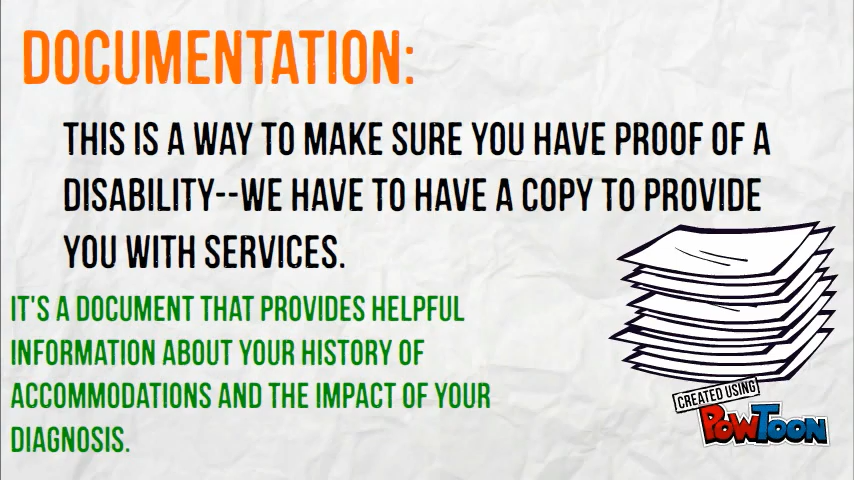 DOCUMENTATION:
THIS IS A WAY TO MAKE SURE YOU HAVE PROOF OF A
DISABILITY--WE HAVE TO HAVE A COPY TO PROVIDE
YOU WITH SERVICES.
IT'S A DOCUMENT THAT PROVIDES HELPFUL
INFORMATION ABOUT YOUR HISTORY OF
ACCOMMODATIONS AND THE IMPACT OF YOUR
DIAGNOSIS.
CREATED USING
POWTOON